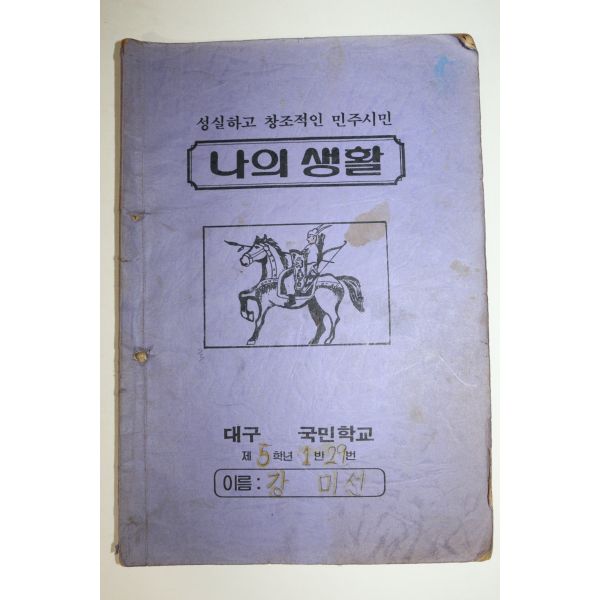 성실하고 창조적인 민주시민
나의 생활
대구 국민학교
제 5 학년 1 반 29 번
이름 : 강 미선